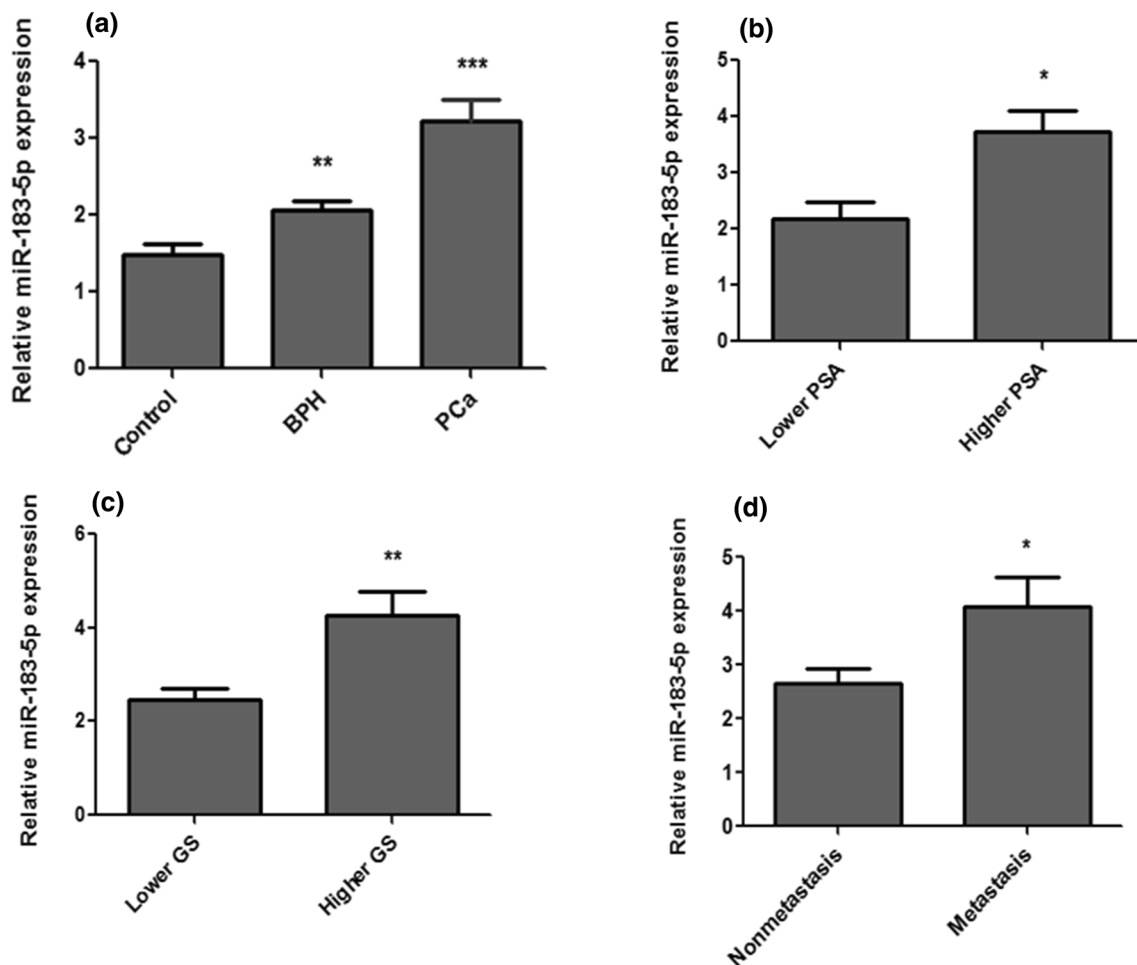 (a)
Relative miR-183-5p expression
4
3
2
1
0
**
***
Control
BPH
PCa
(b)
Relative miR-183-5p expression
5
4
3
2
1
0
*
Lower PSA
Higher PSA
(c)
Relative miR-183-5p expression
6
4
2
0
**
Lower GS
Higher GS
(d)
Relative miR-183-5p expression
5
4
3
2
1
0
*
Nonmetastasis
Metastasis